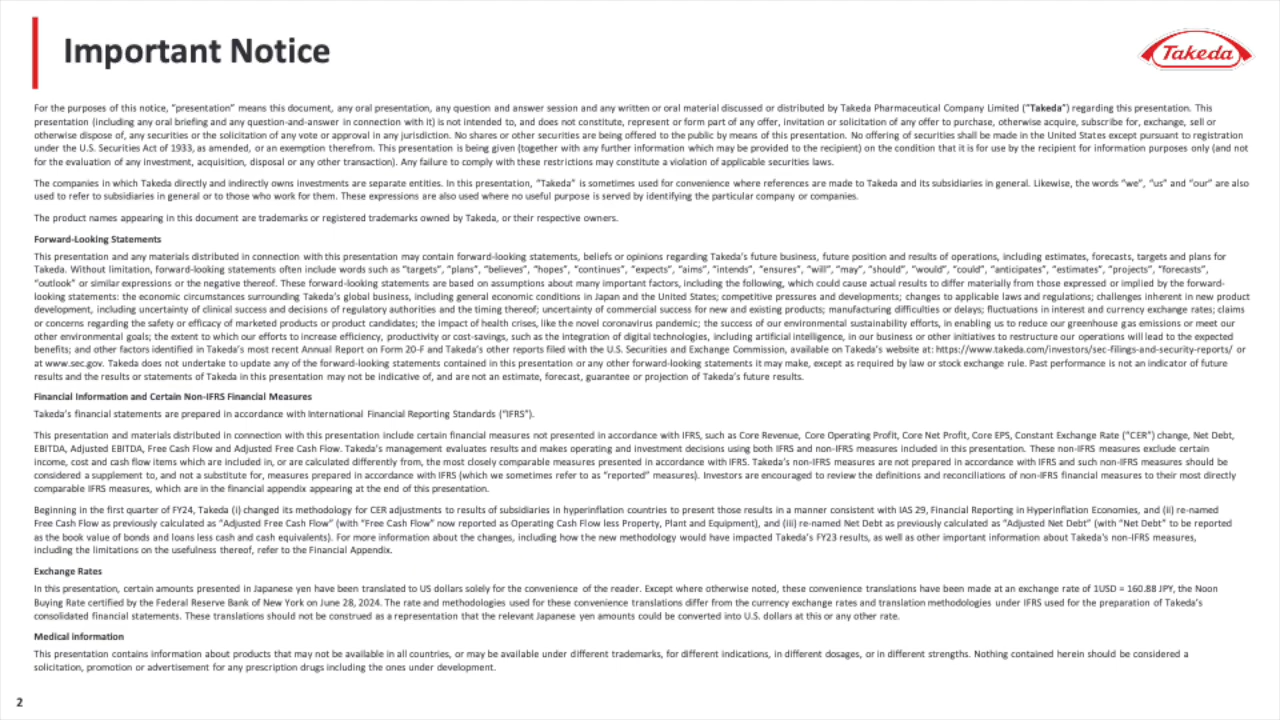 Important Notice
Takeda
For the purposes of this notice, “presentation” means this document, any oral presentation, any question and answer session and any written or oral material discussed or distributed by Takeda Pharmaceutical Company Limited (“Takeda”) regarding this presentation. This
presentation (including any oral briefing and any question-and-answer in connection with it) is not intended to, and does not constitute, represent or form part of any offer, invitation or solicitation of any offer to purchase, otherwise acquire, subscribe for, exchange, sell or
otherwise dispose of, any securities or the solicitation of any vote or approval in any jurisdiction. No shares or other securities are being offered to the public by means of this presentation. No offering of securities shall be made in the United States except pursuant to registration
under the U.S. Securities Act of 1933, as amended, or an exemption therefrom. This presentation is being given (together with any further information which may be provided to the recipient) on the condition that it is for use by the recipient for information purposes only (and not
for the evaluation of any investment, acquisition, disposal or any other transaction). Any failure to comply with these restrictions may constitute a violation of applicable securities laws.
The companies in which Takeda directly and indirectly owns investments are separate entities. In this presentation, “Takeda” is sometimes used for convenience where references are made to Takeda and its subsidiaries in general. Likewise, the words “we”, “us” and “our” are also
used to refer to subsidiaries in general or to those who work for them. These expressions are also used where no useful purpose is served by identifying the particular company or companies.
The product names appearing in this document are trademarks or registered trademarks owned by Takeda, or their respective owners.
Forward-Looking Statements
This presentation and any materials distributed in connection with this presentation may contain forward-looking statements, beliefs or opinions regarding Takeda’s future business, future position and results of operations, including estimates, forecasts, targets and plans for
Takeda. Without limitation, forward-looking statements often include words such as “targets”, “plans”, “believes”, “hopes”, “continues”, “expects”, “aims”, “intends”, “ensures”, “will”, “may”, “should”, “would”, “could”, “anticipates”, “estimates”, “projects”, “forecasts”,
“outlook” or similar expressions or the negative thereof. These forward-looking statements are based on assumptions about many important factors, including the following, which could cause actual results to differ materially from those expressed or implied by the forward-
looking statements: the economic circumstances surrounding Takeda’s global business, including general economic conditions in Japan and the United States; competitive pressures and developments; changes to applicable laws and regulations; challenges inherent in new product
development, including uncertainty of clinical success and decisions of regulatory authorities and the timing thereof; uncertainty of commercial success for new and existing products; manufacturing difficulties or delays; fluctuations in interest and currency exchange rates; claims
or concerns regarding the safety or efficacy of marketed products or product candidates; the impact of health crises, like the novel coronavirus pandemic; the success of our environmental sustainability efforts, in enabling us to reduce our greenhouse gas emissions or meet our
other environmental goals; the extent to which our efforts to increase efficiency, productivity or cost-savings, such as the integration of digital technologies, including artificial intelligence, in our business or other initiatives to restructure our operations will lead to the expected
benefits; and other factors identified in Takeda’s most recent Annual Report on Form 20-F and Takeda’s other reports filed with the U.S. Securities and Exchange Commission, available on Takeda’s website at: https://www.takeda.com/investors/sec-filings-and-security-reports/ or
at www.sec.gov. Takeda does not undertake to update any of the forward-looking statements contained in this presentation or any other forward-looking statements it may make, except as required by law or stock exchange rule. Past performance is not an indicator of future
results and the results or statements of Takeda in this presentation may not be indicative of, and are not an estimate, forecast, guarantee or projection of Takeda’s future results.
Financial Information and Certain Non-IFRS Financial Measures
Takeda’s financial statements are prepared in accordance with International Financial Reporting Standards (“IFRS”).
This presentation and materials distributed in connection with this presentation include certain financial measures not presented in accordance with IFRS, such as Core Revenue, Core Operating Profit, Core Net Profit, Core EPS, Constant Exchange Rate (“CER”) change, Net Debt,
EBITDA, Adjusted EBITDA, Free Cash Flow and Adjusted Free Cash Flow. Takeda’s management evaluates results and makes operating and investment decisions using both IFRS and non-IFRS measures included in this presentation. These non-IFRS measures exclude certain
income, cost and cash flow items which are included in, or are calculated differently from, the most closely comparable measures presented in accordance with IFRS. Takeda’s non-IFRS measures are not prepared in accordance with IFRS and such non-IFRS measures should be
considered a supplement to, and not a substitute for, measures prepared in accordance with IFRS (which we sometimes refer to as “reported” measures). Investors are encouraged to review the definitions and reconciliations of non-IFRS financial measures to their most directly
comparable IFRS measures, which are in the financial appendix appearing at the end of this presentation.
Beginning in the first quarter of FY24, Takeda (i) changed its methodology for CER adjustments to results of subsidiaries in hyperinflation countries to present those results in a manner consistent with IAS 29, Financial Reporting in Hyperinflation Economies, and (ii) re-named
Free Cash Flow as previously calculated as “Adjusted Free Cash Flow” (with “Free Cash Flow” now reported as Operating Cash Flow less Property, Plant and Equipment), and (iii) re-named Net Debt as previously calculated as “Adjusted Net Debt” (with “Net Debt” to be reported
as the book value of bonds and loans less cash and cash equivalents). For more information about the changes, including how the new methodology would have impacted Takeda’s FY23 results, as well as other important information about Takeda’s non-IFRS measures,
including the limitations on the usefulness thereof, refer to the Financial Appendix.
Exchange Rates
In this presentation, certain amounts presented in Japanese yen have been translated to US dollars solely for the convenience of the reader. Except where otherwise noted, these convenience translations have been made at an exchange rate of 1USD = 160.88 JPY, the Noon
Buying Rate certified by the Federal Reserve Bank of New York on June 28, 2024. The rate and methodologies used for these convenience translations differ from the currency exchange rates and translation methodologies under IFRS used for the preparation of Takeda’s
consolidated financial statements. These translations should not be construed as a representation that the relevant Japanese yen amounts could be converted into U.S. dollars at this or any other rate.
Medical information
This presentation contains information about products that may not be available in all countries, or may be available under different trademarks, for different indications, in different dosages, or in different strengths. Nothing contained herein should be considered a
solicitation, promotion or advertisement for any prescription drugs including the ones under development.
2